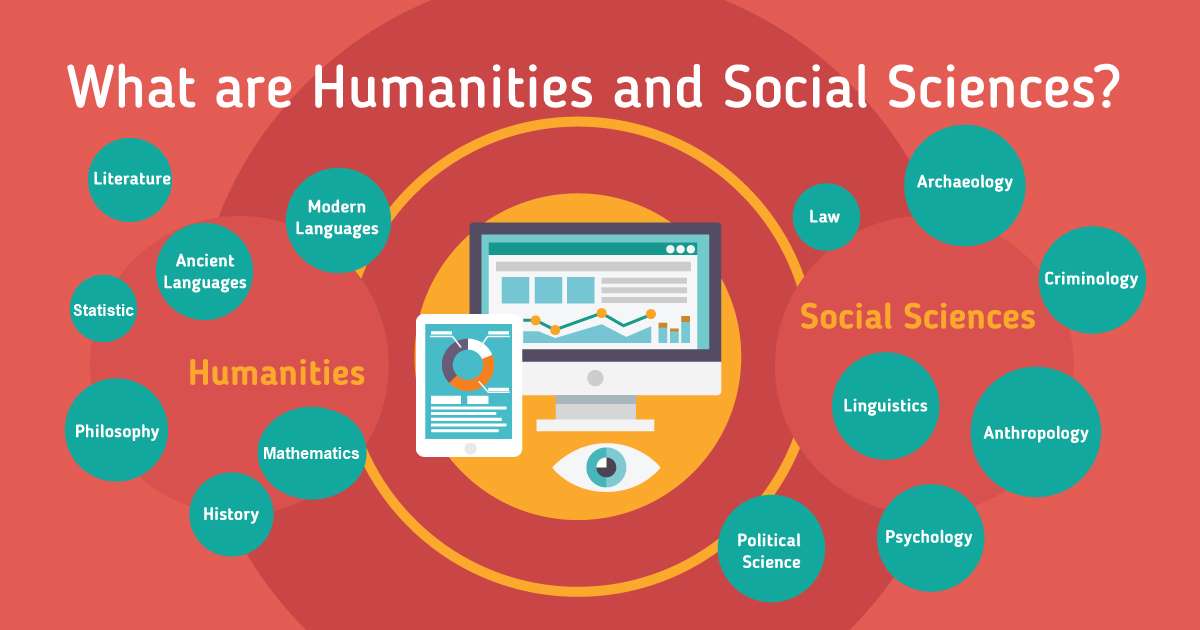 What are Humanities and Social Sciences?
Literature
Modern
Languages
Ancient
Languages
Statistic
Humanities
Philosophy
Mathematics
History
Law
Archaeology
Criminology
Social Sciences
Linguistics
Anthropology
Psychology
Political
Science